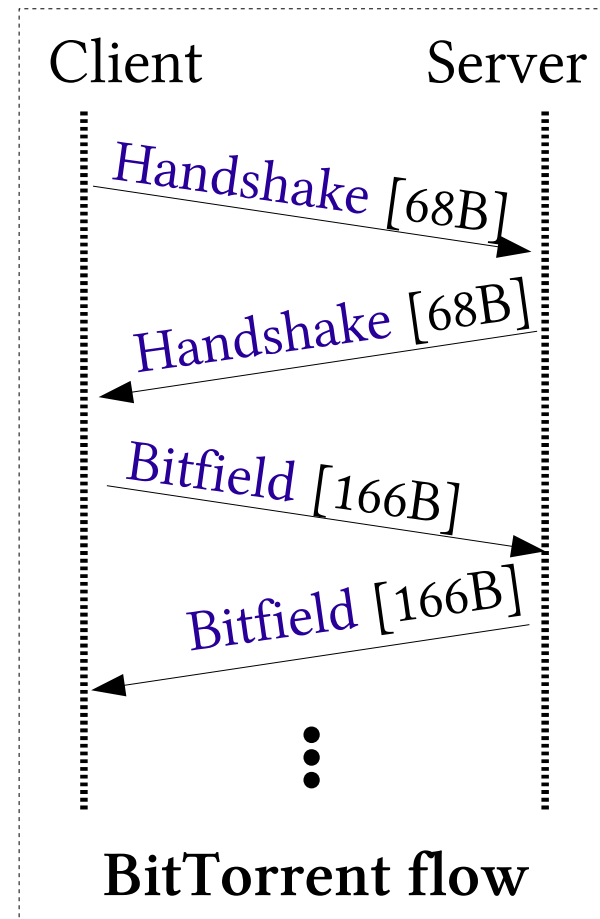 Client
Server
Handshake [68B]
Handshake [68B]
Bitfield [166B]
Bitfield [166B]
BitTorrent flow